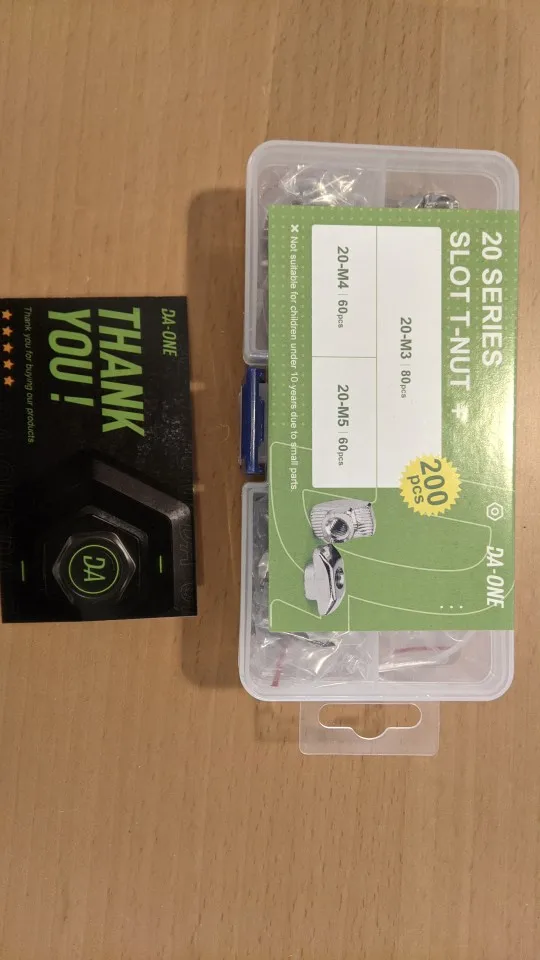 20 SERIES
SLOT T-NUT +
20-M3 | 80pcs
20-M4 | 60pcs
20-M5 | 60pcs
× Not suitable for children under 10 years due to small parts.
200
pcs
DA-ONE
DA-ONE
THANK
YOU !
Thank you for buying our products
DA